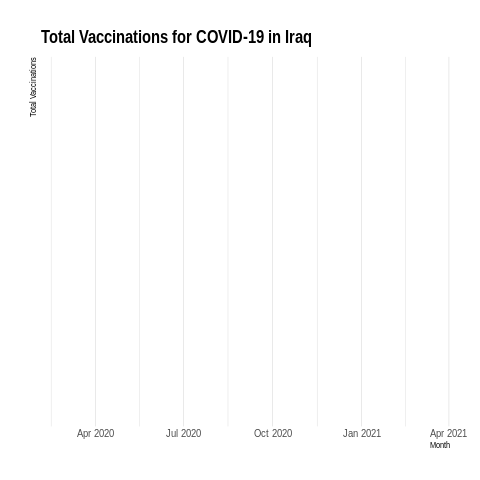 Total Vaccinations for COVID-19 in Iraq
Total Vaccinations
Apr 2020
Jul 2020
Oct 2020
Jan 2021
Apr 2021
Month